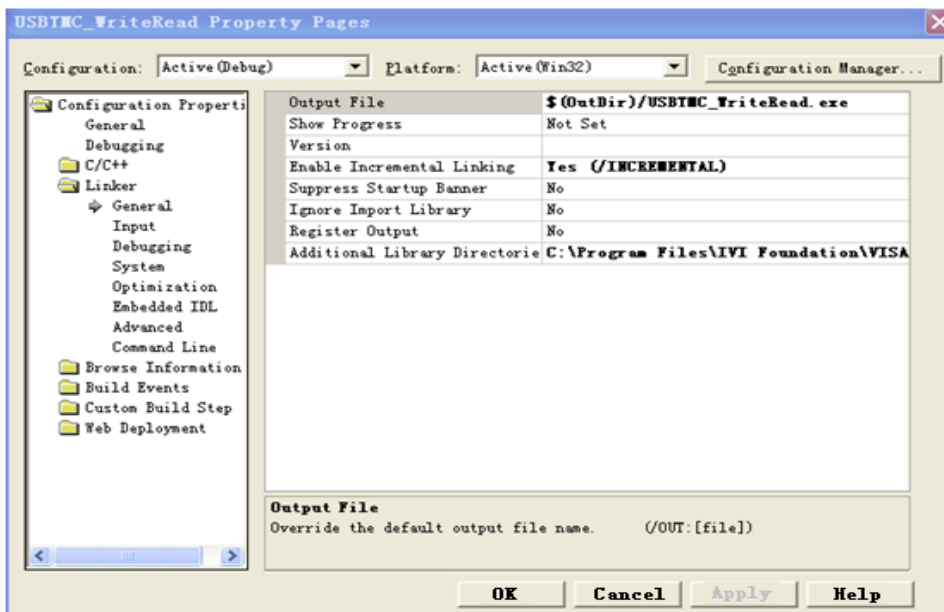 USBTMC_WriteRead Property Pages
Configuration: Active(Debug) Platform: Active(Win32) Configuration Manager...
Configuration Properti
General
Debugging
C/C++
Linker
General
Input
Debugging
System
Optimization
Embedded IDL
Advanced
Command Line
Browse Information
Build Events
Custom Build Step
Web Deployment
Output File $(OutDir)/USBTMC_WriteRead.exe
Show Progress Not Set
Version
Enable Incremental Linking Yes (/INCREMENTAL)
Suppress Startup Banner No
Ignore Import Library No
Register Output No
Additional Library Directorie C:\Program Files\IVI Foundation\VISA
Output File
Override the default output file name. (/OUT:[file])
OK Cancel Apply Help